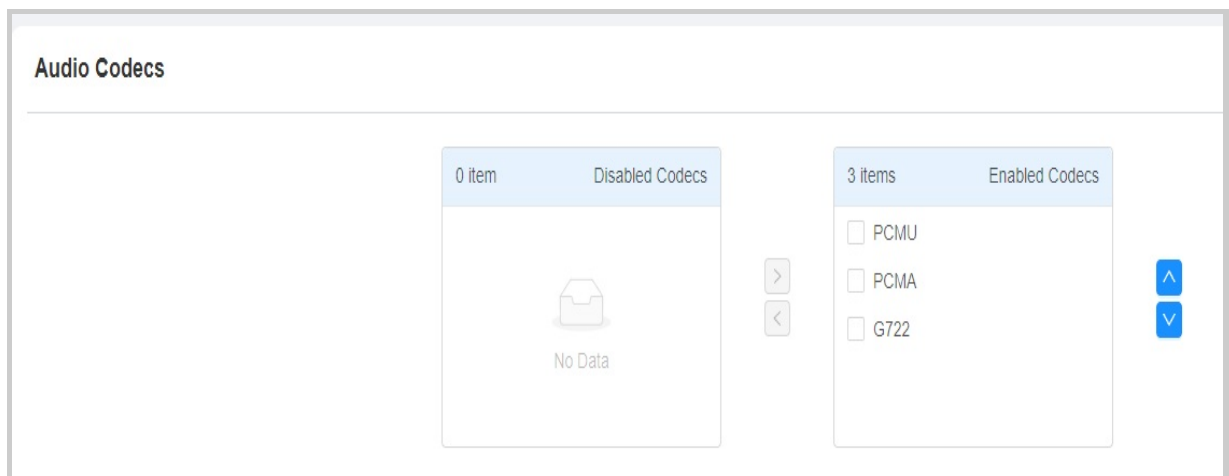 Audio Codecs
0 item Disabled Codecs
No Data
3 items Enabled Codecs
PCMU
PCMA
G722